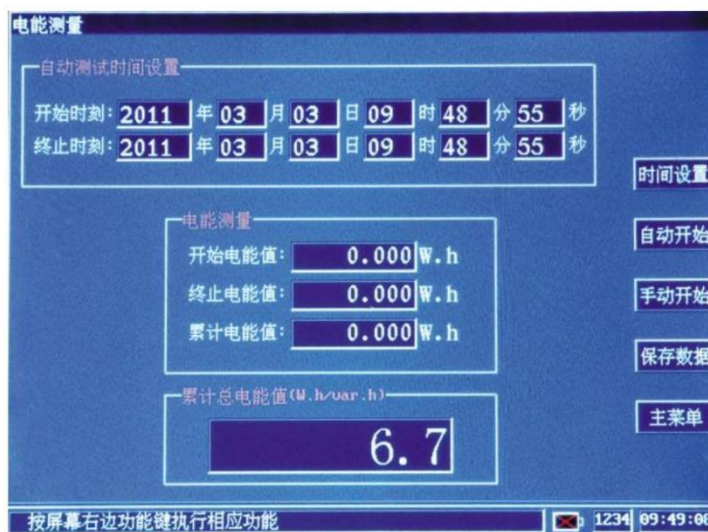 电能测量
自动测试时间设置
开始时刻: 2011 年 03 月 03 日 09 时 48 分 55 秒
终止时刻: 2011 年 03 月 03 日 09 时 48 分 55 秒
时间设置
电能测量
自动开始
开始电能值: 0.000 W.h
终止电能值: 0.000 W.h
手动开始
累计电能值: 0.000 W.h
保存数据
累计总电能值(W.h/var.h)
主菜单
6.7
按屏幕右边功能键执行相应功能 1234 09:49:08